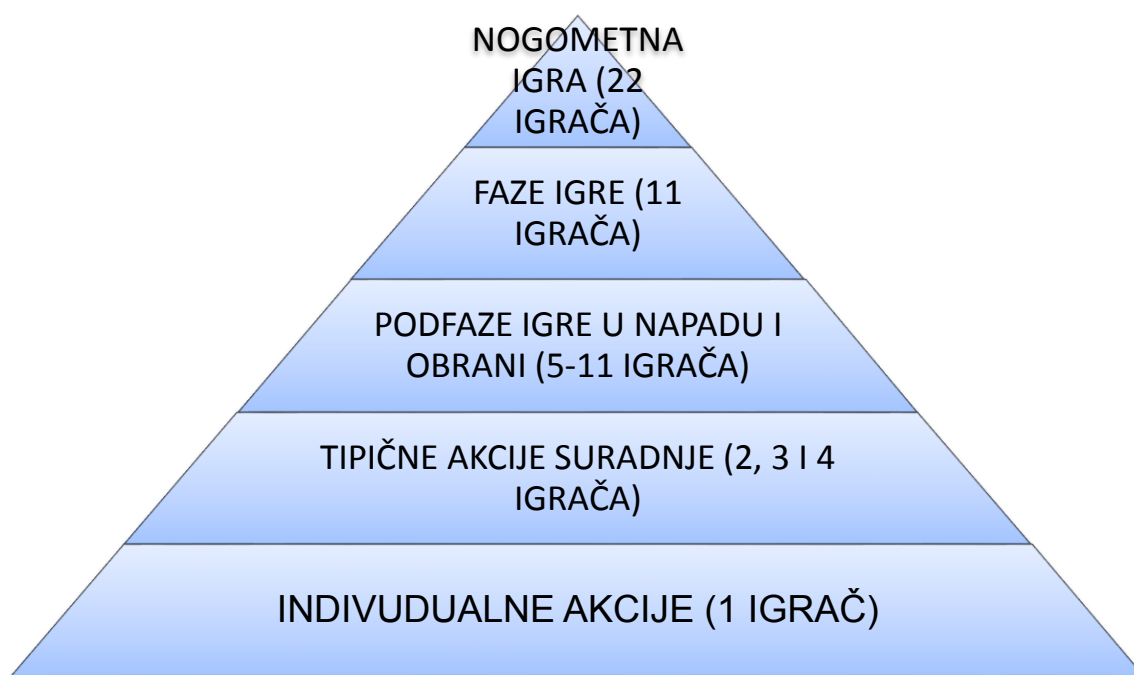 NOGOMETNA
IGRA (22
IGRAČA)
FAZE IGRE (11
IGRAČA)
PODFAZE IGRE U NAPADU I
OBRANI (5-11 IGRAČA)
TIPIČNE AKCIJE SURADNJE (2, 3 I 4
IGRAČA)
INDIVUDUALNE AKCIJE (1 IGRAČ)